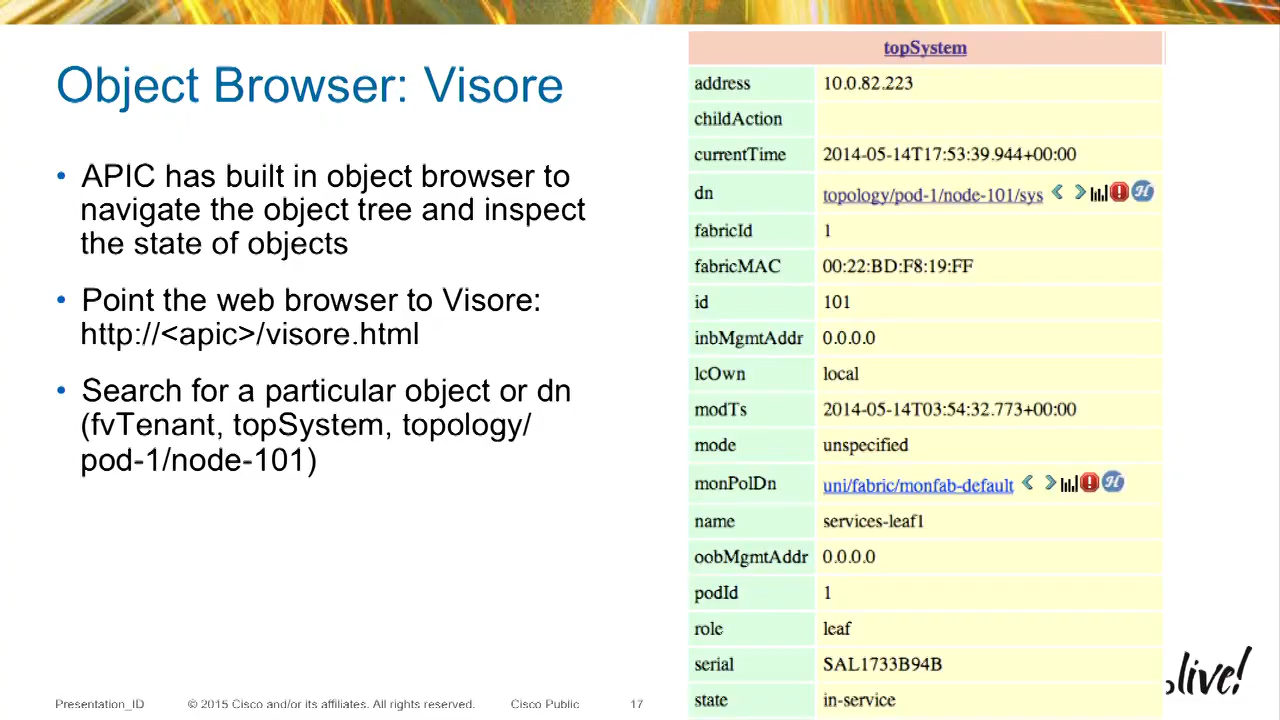 Object Browser: Visore
• APIC has built in object browser to
navigate the object tree and inspect
the state of objects
• Point the web browser to Visore:
http://<apic>/visore.html
• Search for a particular object or dn
(fvTenant, topSystem, topology/
pod-1/node-101)
topSystem
address 10.0.82.223
childAction
currentTime 2014-05-14T17:53:39.944+00:00
dn topology/pod-1/node-101/sys
fabricId 1
fabricMAC 00:22:BD:F8:19:FF
id 101
inbMgmtAddr 0.0.0.0
lcOwn local
modTs 2014-05-14T03:54:32.773+00:00
mode unspecified
monPolDn uni/fabric/monfab-default
name services-leaf1
oobMgmtAddr 0.0.0.0
podId 1
role leaf
serial SAL1733B94B
state in-service
Presentation_ID © 2015 Cisco and/or its affiliates. All rights reserved. Cisco Public 17
live!